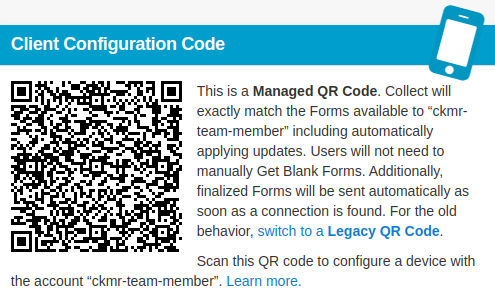 Client Configuration Code
This is a Managed QR Code. Collect will
exactly match the Forms available to “ckmr-
team-member” including automatically
applying updates. Users will not need to
manually Get Blank Forms. Additionally,
finalized Forms will be sent automatically as
soon as a connection is found. For the old
behavior, switch to a Legacy QR Code.
Scan this QR code to configure a device with
the account “ckmr-team-member”. Learn more.